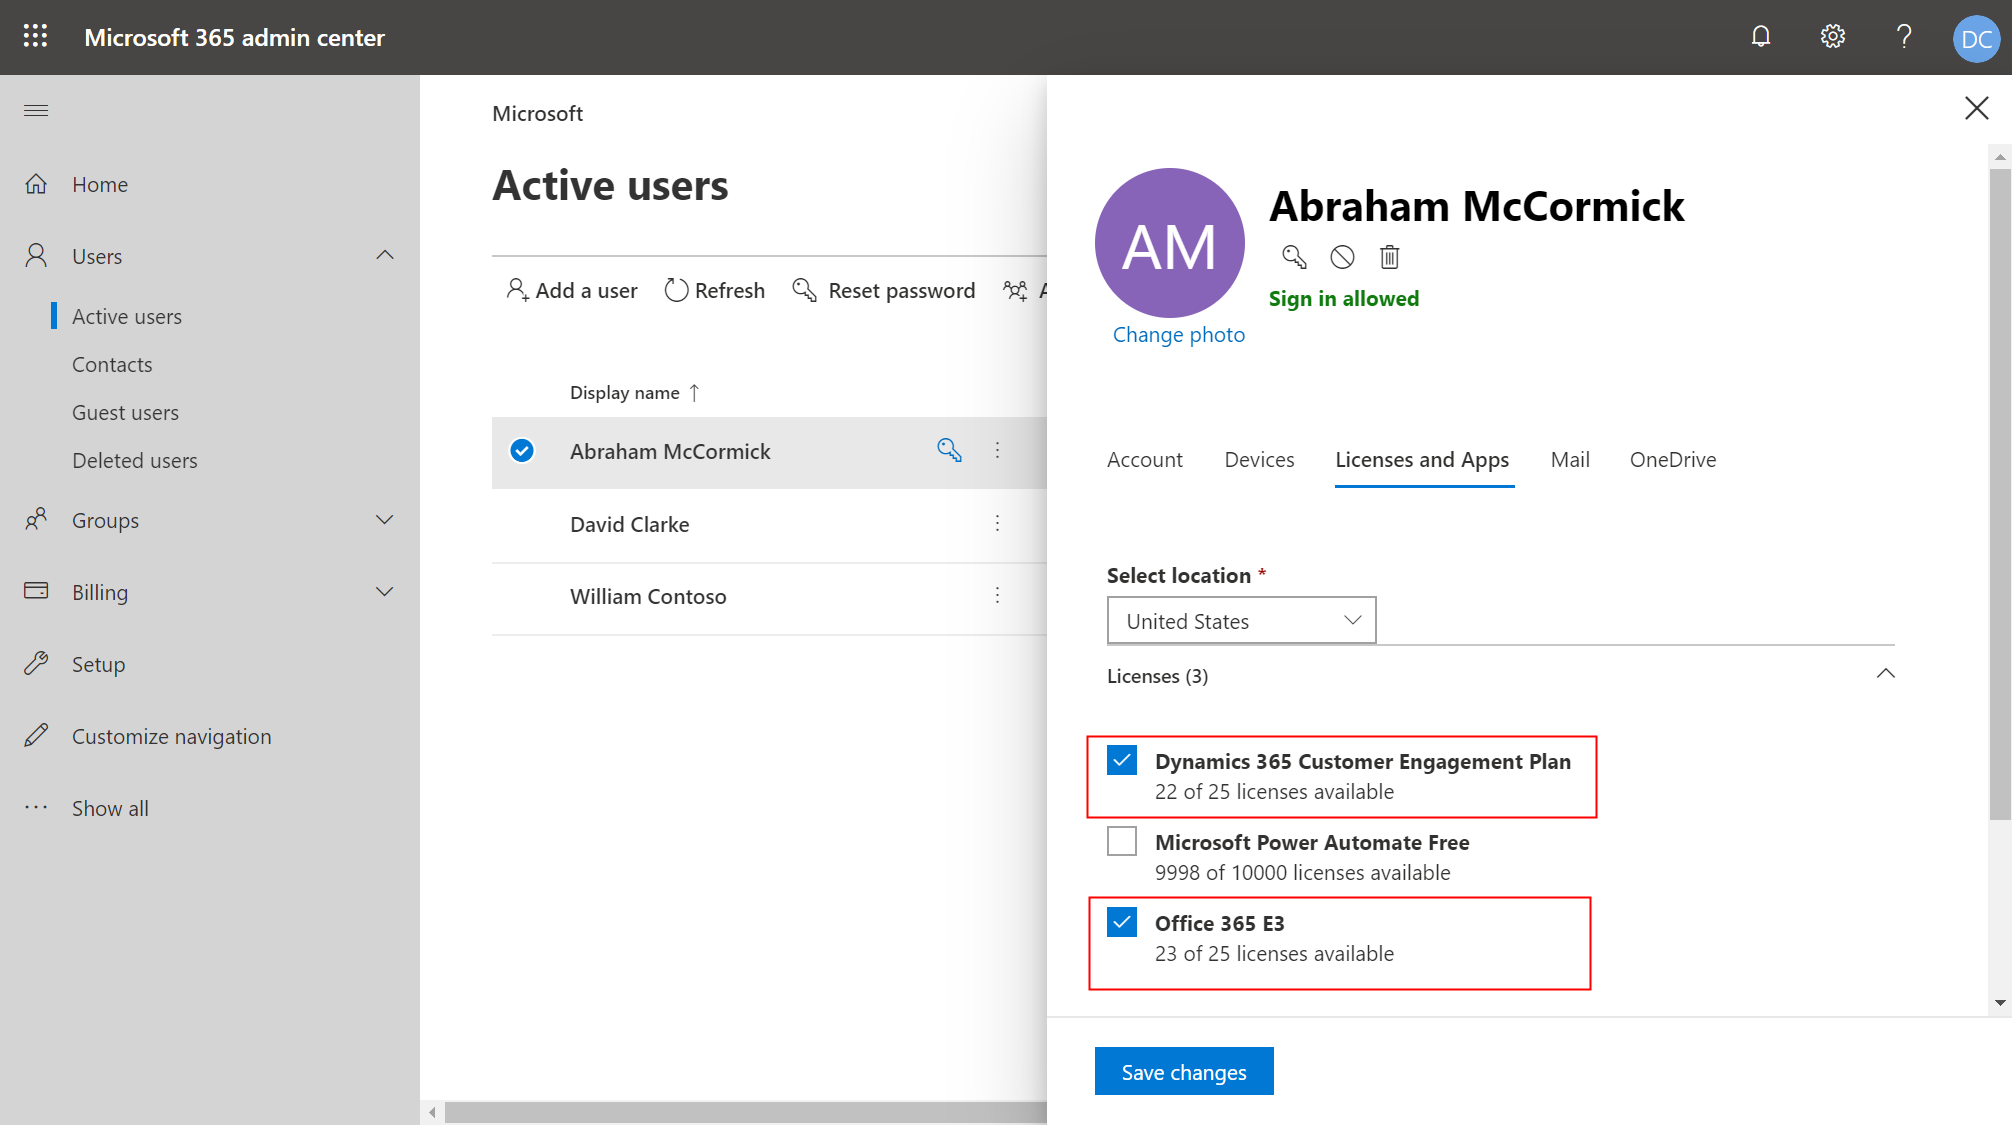 Microsoft 365 admin center
DC
Home
Users
Active users
Contacts
Guest users
Deleted users
Groups
Billing
Setup
Customize navigation
Show all
Microsoft
Active users
Add a user Refresh Reset password A
Display name ↑
Abraham McCormick
David Clarke
William Contoso
AM
Abraham McCormick
Sign in allowed
Change photo
Account Devices Licenses and Apps Mail OneDrive
Select location *
United States
Licenses (3)
Dynamics 365 Customer Engagement Plan
22 of 25 licenses available
Microsoft Power Automate Free
9998 of 10000 licenses available
Office 365 E3
23 of 25 licenses available
Save changes